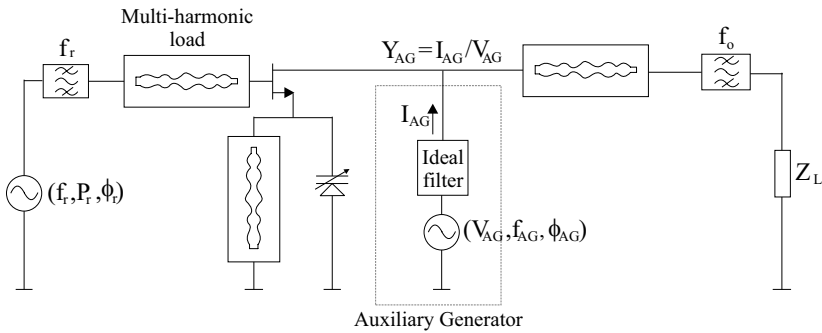 Multi-harmonic
load
f_r
Y_AG=I_AG/V_AG
f_o
I_AG
Ideal
filter
Z_L
(f_r,P_r,ϕ_r)
(V_AG,f_AG,ϕ_AG)
Auxiliary Generator